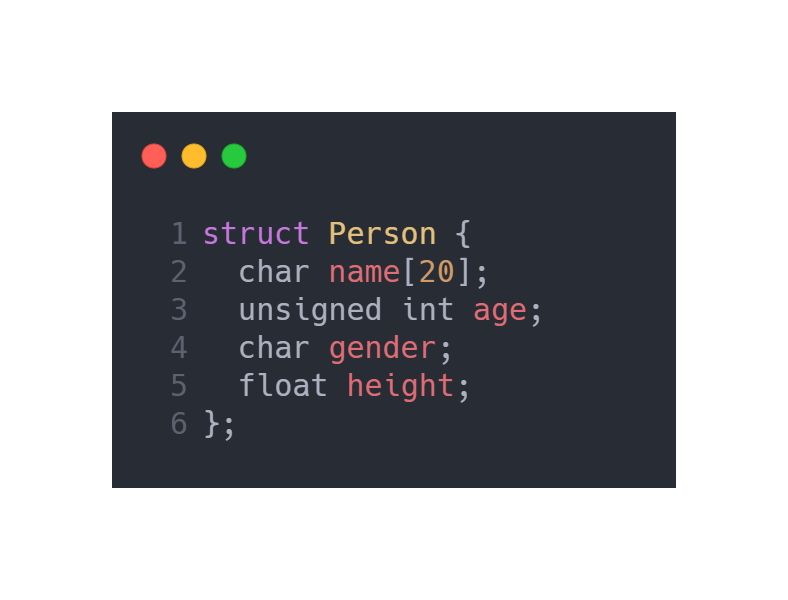 1 struct Person {
2   char name[20];
3   unsigned int age;
4   char gender;
5   float height;
6 };